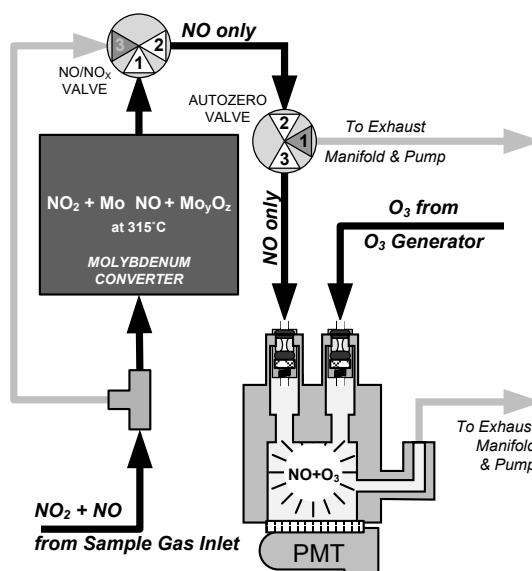 NO only
NO/NOx
VALVE
3
2
1
AUTOZERO
VALVE
2
1
3
To Exhaust
Manifold & Pump
NO2 + Mo NO + MoyOz
at 315˚C
MOLYBDENUM
CONVERTER
NO only
O3 from
O3 Generator
NO+O3
To Exhaust
Manifold
& Pump
NO2 + NO
from Sample Gas Inlet
PMT